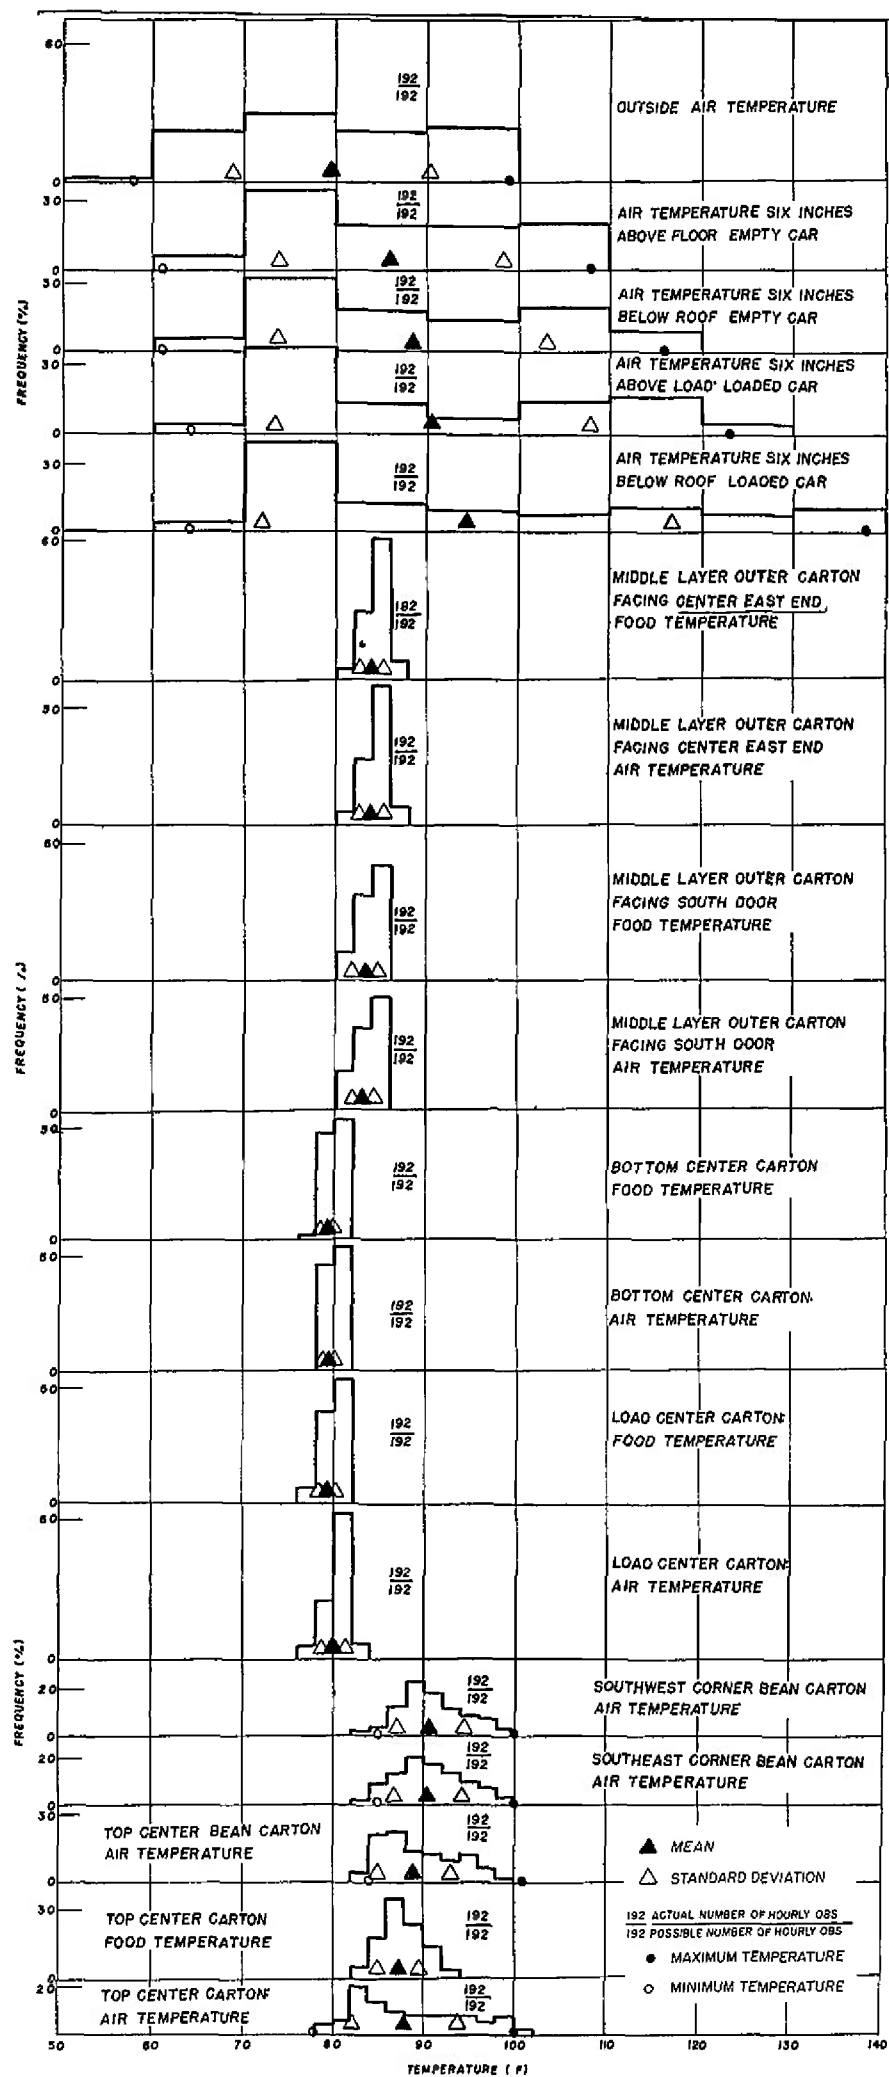 60
192
192
OUTSIDE AIR TEMPERATURE
0
30
192
192
AIR TEMPERATURE SIX INCHES
ABOVE FLOOR EMPTY CAR
0
30
192
192
AIR TEMPERATURE SIX INCHES
BELOW ROOF EMPTY CAR
FREQUENCY (%)
0
30
192
192
AIR TEMPERATURE SIX INCHES
ABOVE LOAD LOADED CAR
0
30
192
192
AIR TEMPERATURE SIX INCHES
BELOW ROOF LOADED CAR
0
60
192
192
MIDDLE LAYER OUTER CARTON
FACING CENTER EAST END
FOOD TEMPERATURE
0
50
192
192
MIDDLE LAYER OUTER CARTON
FACING CENTER EAST END
AIR TEMPERATURE
0
50
192
192
MIDDLE LAYER OUTER CARTON
FACING SOUTH DOOR
FOOD TEMPERATURE
0
FREQUENCY (%)
50
192
192
MIDDLE LAYER OUTER CARTON
FACING SOUTH DOOR
AIR TEMPERATURE
0
50
192
192
BOTTOM CENTER CARTON
FOOD TEMPERATURE
0
50
192
192
BOTTOM CENTER CARTON
AIR TEMPERATURE
0
50
192
192
LOAD CENTER CARTON
FOOD TEMPERATURE
0
60
192
192
LOAD CENTER CARTON
AIR TEMPERATURE
0
FREQUENCY (%)
20
192
192
SOUTHWEST CORNER BEAN CARTON
AIR TEMPERATURE
0
20
192
192
SOUTHEAST CORNER BEAN CARTON
AIR TEMPERATURE
0
30
TOP CENTER BEAN CARTON
AIR TEMPERATURE
192
192
0
MEAN
STANDARD DEVIATION
192 ACTUAL NUMBER OF HOURLY OBS
192 POSSIBLE NUMBER OF HOURLY OBS
MAXIMUM TEMPERATURE
MINIMUM TEMPERATURE
30
TOP CENTER CARTON
FOOD TEMPERATURE
192
192
0
20
TOP CENTER CARTON
AIR TEMPERATURE
192
192
50 60 70 80 90 100 110 120 130 140
TEMPERATURE (F)